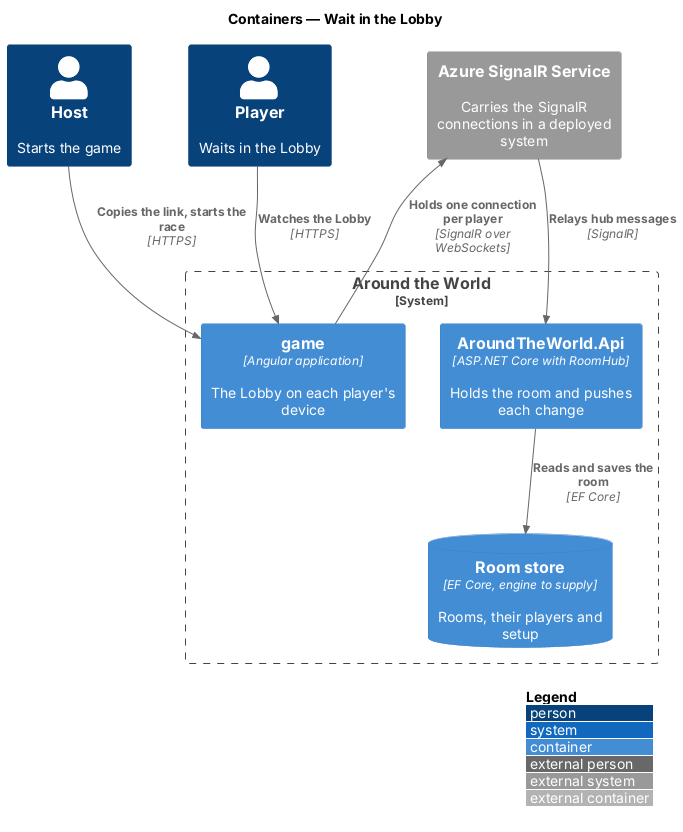 Containers — Wait in the Lobby
Host
Starts the game
Player
Waits in the Lobby
Azure SignalR Service
Carries the SignalR
connections in a deployed
system
Copies the link, starts the
race
[HTTPS]
Watches the Lobby
[HTTPS]
Holds one connection
per player
[SignalR over
WebSockets]
Relays hub messages
[SignalR]
Around the World
[System]
game
[Angular application]
The Lobby on each player's
device
AroundTheWorld.Api
[ASP.NET Core with RoomHub]
Holds the room and pushes
each change
Reads and saves the
room
[EF Core]
Room store
[EF Core, engine to supply]
Rooms, their players and
setup
Legend
person
system
container
external person
external system
external container